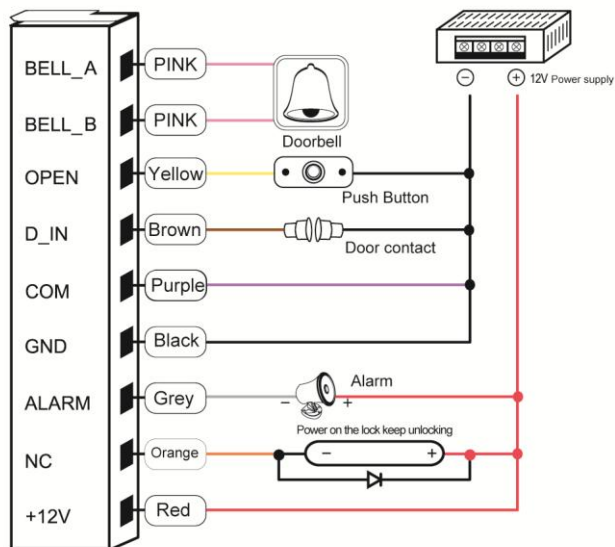 12V Power supply
BELL_A PINK
BELL_B PINK
Doorbell
OPEN Yellow
Push Button
D_IN Brown
Door contact
COM Purple
GND Black
Alarm
ALARM Grey - +
Power on the lock keep unlocking
NC Orange - +
+12V Red
- +